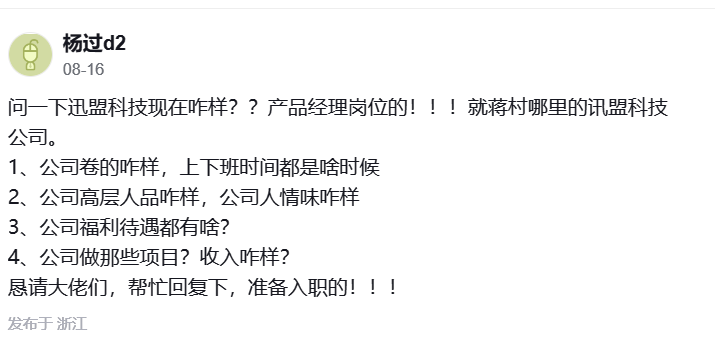 杨过d2
08-16
问一下迅盟科技现在咋样？？产品经理岗位的！！！就蒋村哪里的讯盟科技
公司。
1、公司卷的咋样，上下班时间都是啥时候
2、公司高层人品咋样，公司人情味咋样
3、公司福利待遇都有啥？
4、公司做那些项目？收入咋样？
恳请大佬们，帮忙回复下，准备入职的！！！
发布于 浙江